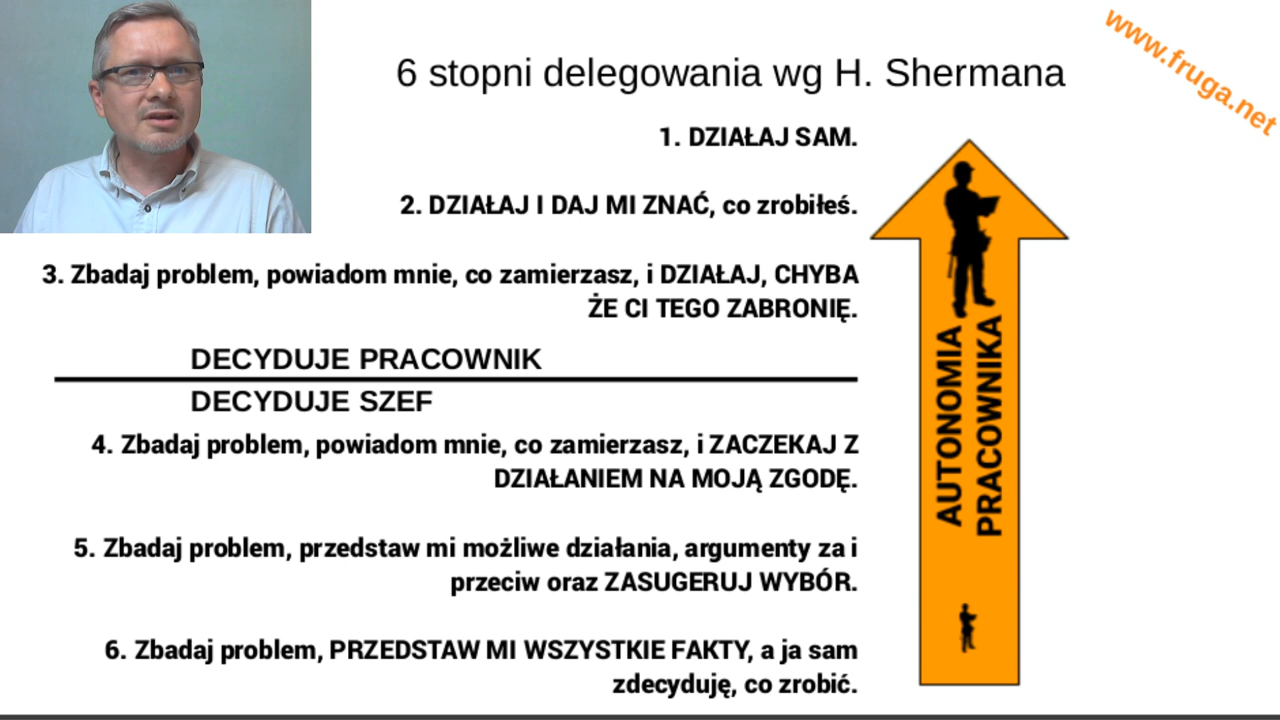 6 stopni delegowania wg H. Shermana
www.fruga.net
1. DZIAŁAJ SAM.
2. DZIAŁAJ I DAJ MI ZNAĆ, co zrobiłeś.
3. Zbadaj problem, powiadom mnie, co zamierzasz, i DZIAŁAJ, CHYBA
ŻE CI TEGO ZABRONIĘ.
DECYDUJE PRACOWNIK
DECYDUJE SZEF
4. Zbadaj problem, powiadom mnie, co zamierzasz, i ZACZEKAJ Z
DZIAŁANIEM NA MOJĄ ZGODĘ.
5. Zbadaj problem, przedstaw mi możliwe działania, argumenty za i
przeciw oraz ZASUGERUJ WYBÓR.
6. Zbadaj problem, PRZEDSTAW MI WSZYSTKIE FAKTY, a ja sam
zdecyduję, co zrobić.
AUTONOMIA
PRACOWNIKA